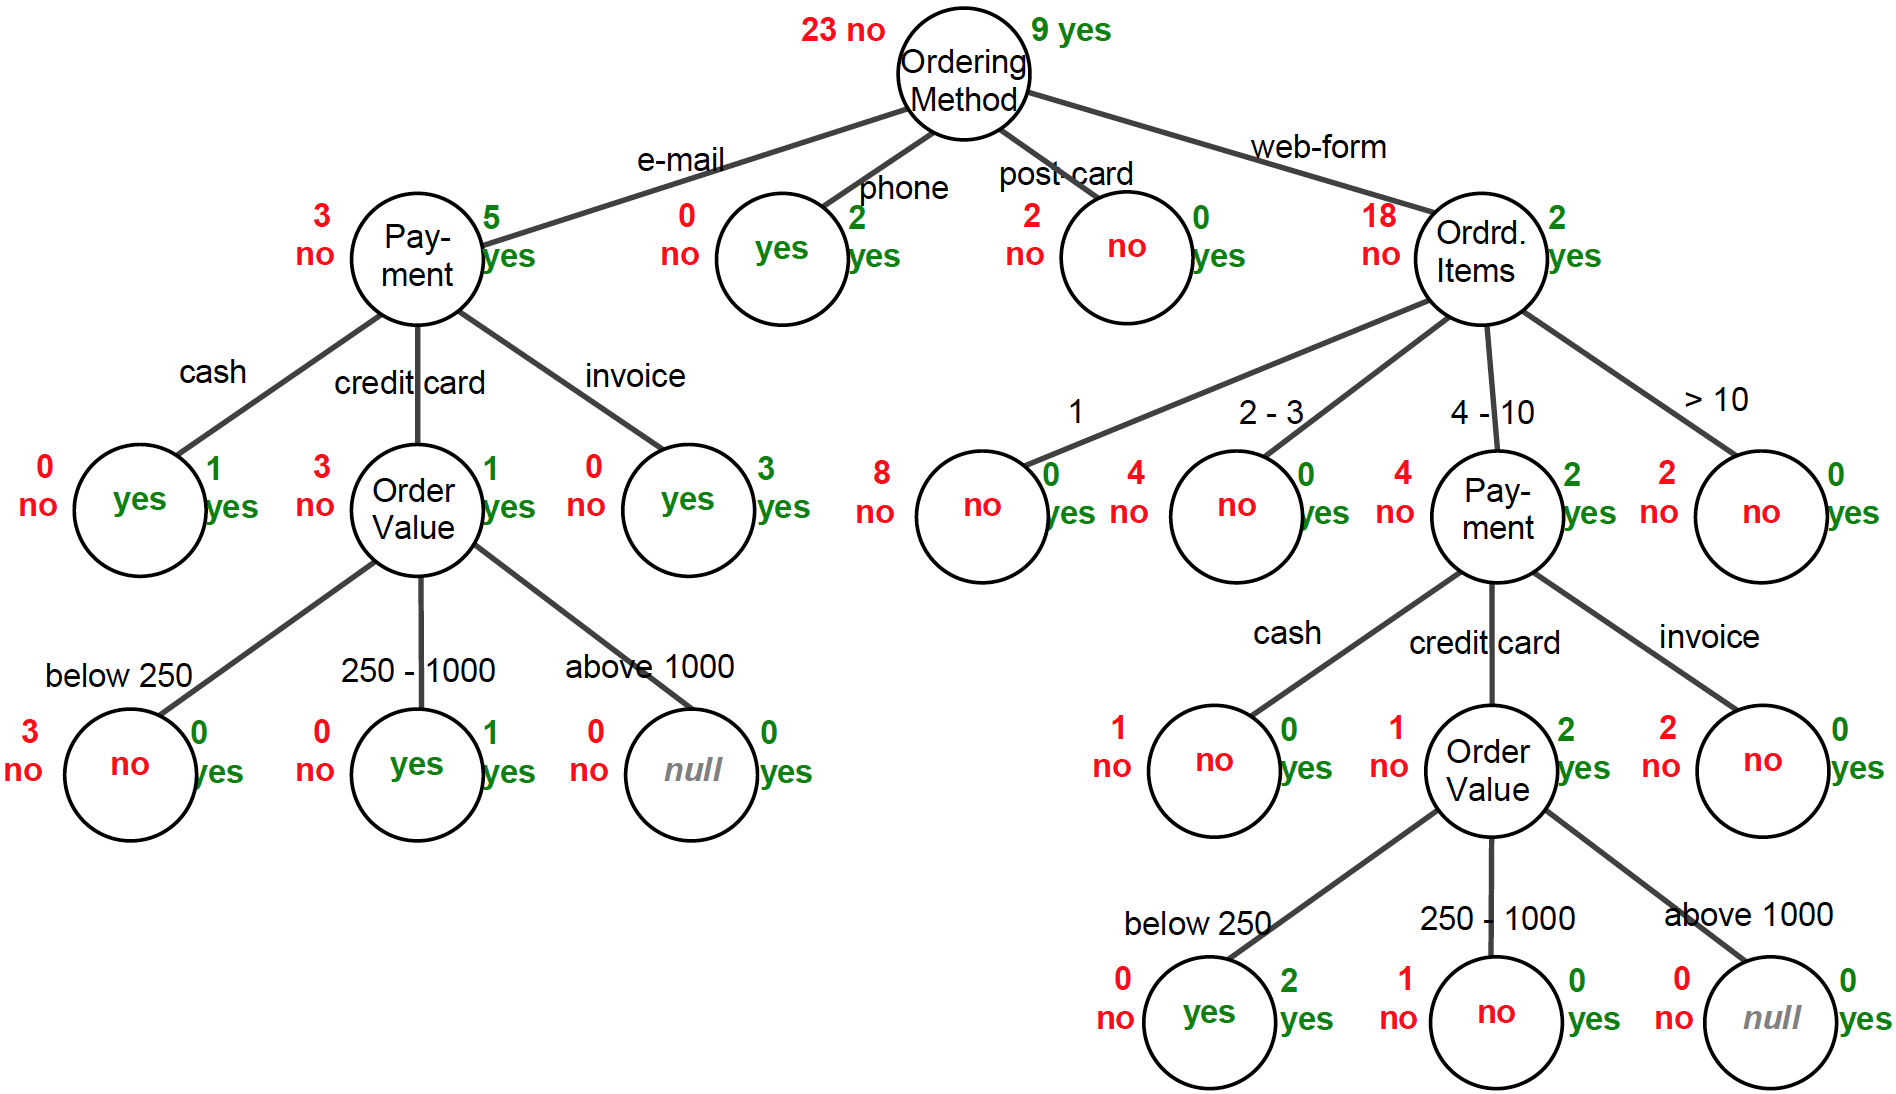 23 no
9 yes
Ordering
Method
e-mail
phone
post-card
web-form
3
no
Pay-
ment
5
yes
0
no
yes
2
yes
2
no
no
0
yes
18
no
Ordrd.
Items
2
yes
cash
credit card
invoice
1
2 - 3
4 - 10
> 10
0
no
yes
1
yes
3
no
Order
Value
1
yes
0
no
yes
3
yes
8
no
no
0
yes
4
no
no
0
yes
4
no
Pay-
ment
2
yes
2
no
no
0
yes
below 250
250 - 1000
above 1000
cash
credit card
invoice
3
no
no
0
yes
0
no
yes
1
yes
0
no
null
0
yes
1
no
no
0
yes
1
no
Order
Value
2
yes
2
no
no
0
yes
below 250
250 - 1000
above 1000
0
no
yes
2
yes
1
no
no
0
yes
0
no
null
0
yes